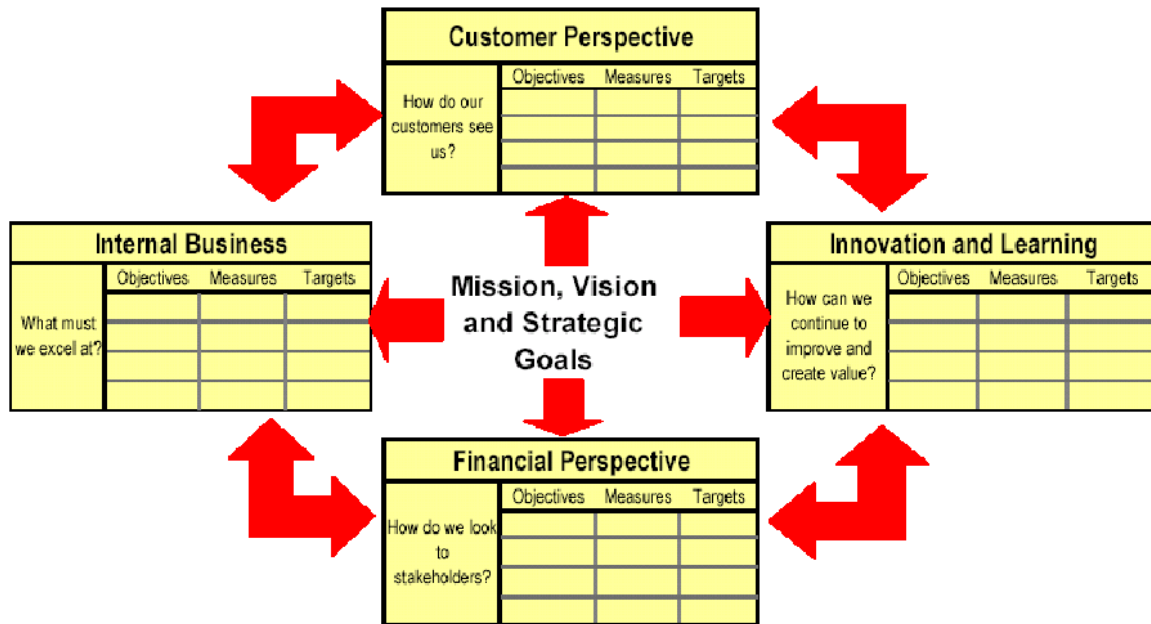 Customer Perspective
Objectives Measures Targets
How do our
customers see
us?
Internal Business
Objectives Measures Targets
What must
we excel at?
Mission, Vision
and Strategic
Goals
Innovation and Learning
Objectives Measures Targets
How can we
continue to
improve and
create value?
Financial Perspective
Objectives Measures Targets
How do we look
to
stakeholders?